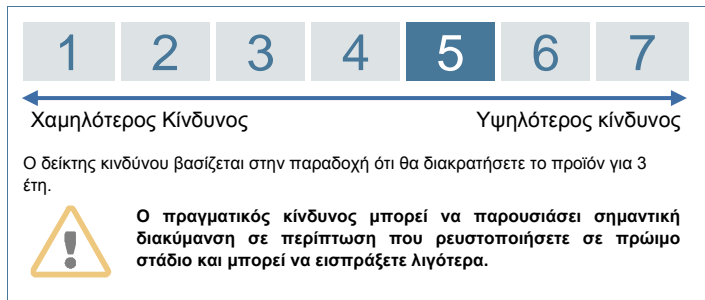 1 2 3 4 5 6 7
Χαμηλότερος Κίνδυνος Υψηλότερος κίνδυνος
Ο δείκτης κινδύνου βασίζεται στην παραδοχή ότι θα διακρατήσετε το προϊόν για 3
έτη.
Ο πραγματικός κίνδυνος μπορεί να παρουσιάσει σημαντική
διακύμανση σε περίπτωση που ρευστοποιήσετε σε πρώιμο
στάδιο και μπορεί να εισπράξετε λιγότερα.